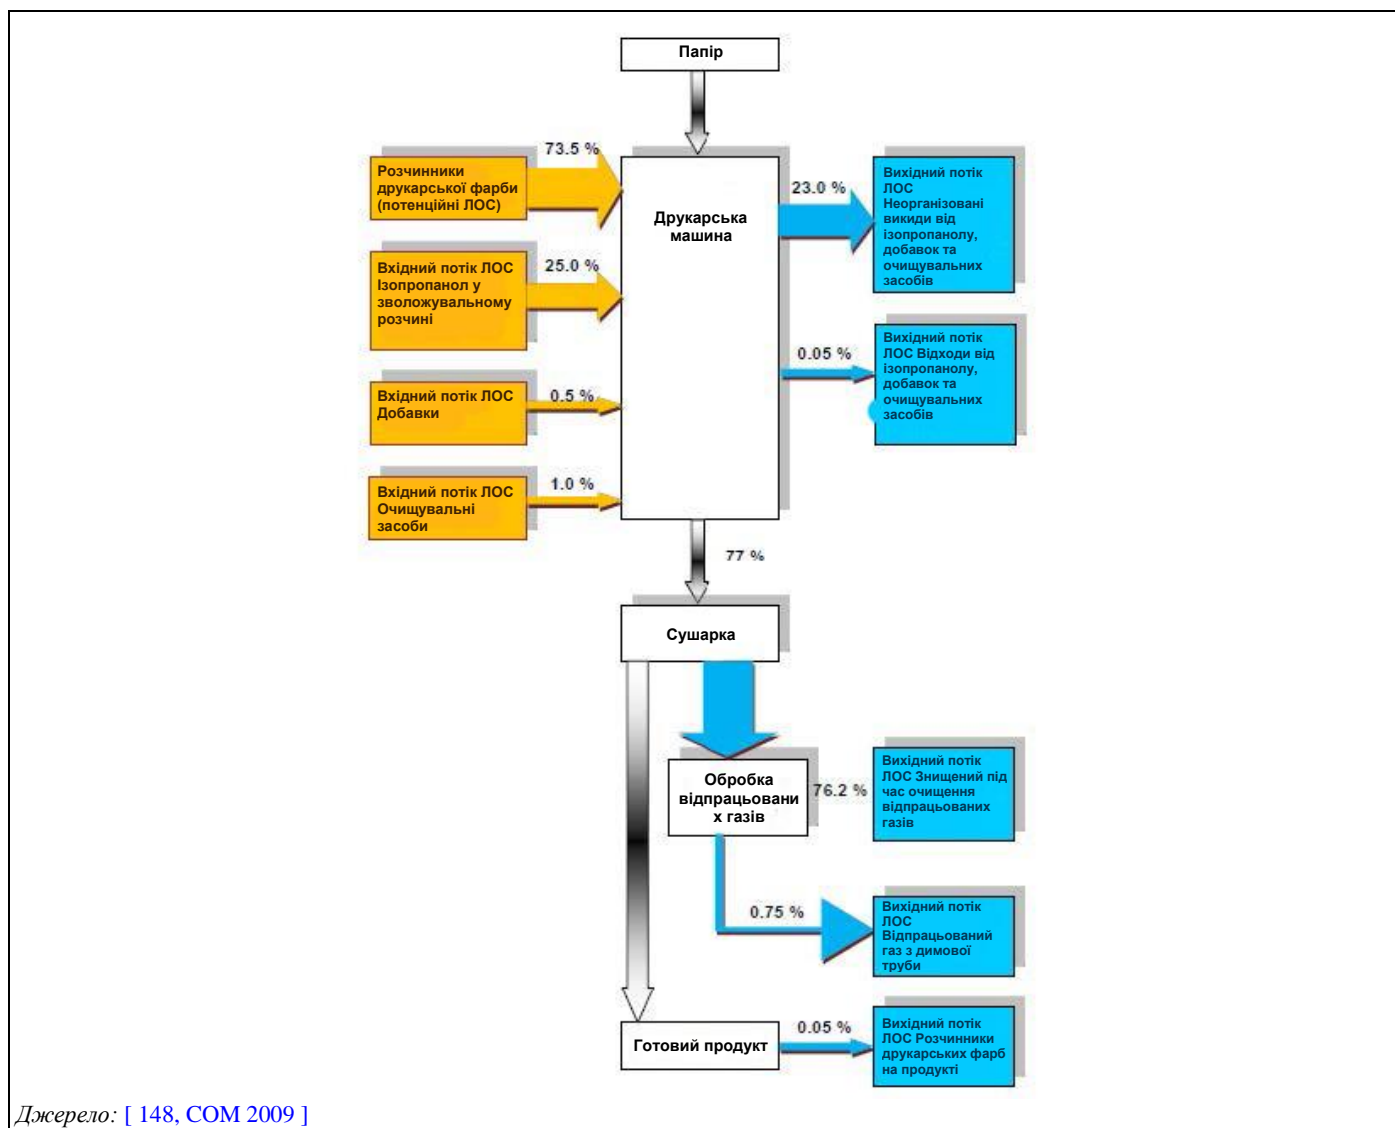 Папір
73.5 %
Розчинники
друкарської фарби
(потенційні ЛОС)
Вхідний потік ЛОС
Ізопропанол у
зволожувальному
розчині
25.0 %
Вхідний потік ЛОС
Добавки
0.5 %
Вхідний потік ЛОС
Очищувальні
засоби
1.0 %
Друкарська
машина
23.0 %
Вихідний потік
ЛОС
Неорганізовані
викиди від
ізопропанолу,
добавок та
очищувальних
засобів
0.05 %
Вихідний потік
ЛОС Відходи від
ізопропанолу,
добавок та
очищувальних
засобів
77 %
Сушарка
Обробка
відпрацьовани
х газів
76.2 %
Вихідний потік
ЛОС Знищений під
час очищення
відпрацьованих
газів
0.75 %
Вихідний потік
ЛОС
Відпрацьований
газ з димової
труби
Готовий продукт
0.05 %
Вихідний потік
ЛОС Розчинники
друкарських фарб
на продукті
Джерело: [ 148, COM 2009 ]